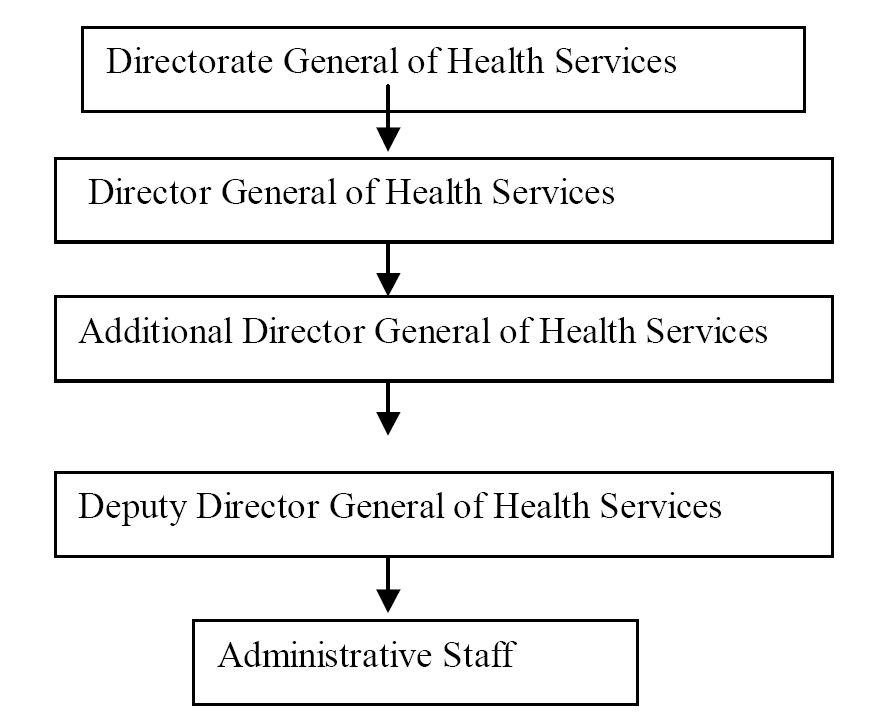 Directorate General of Health Services
Director General of Health Services
Additional Director General of Health Services
Deputy Director General of Health Services
Administrative Staff